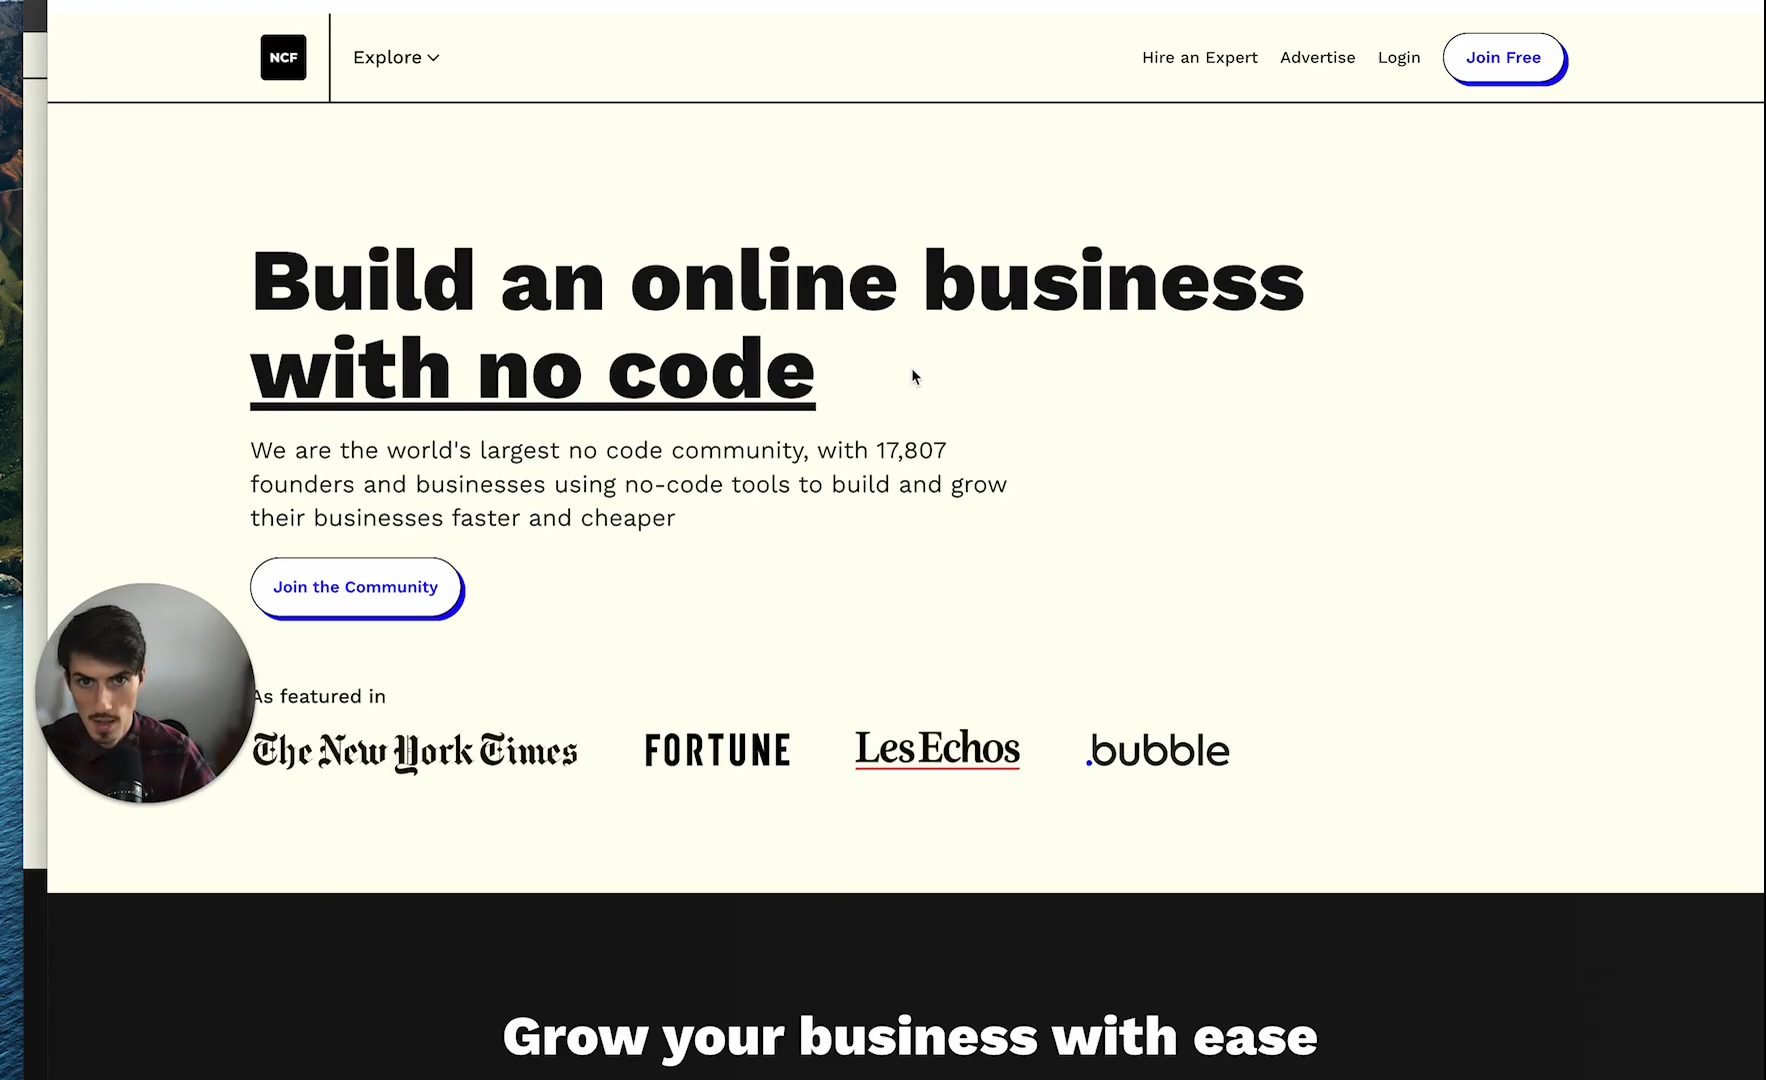 NCF
Explore
Hire an Expert
Advertise
Login
Join Free
Build an online business
with no code
We are the world's largest no code community, with 17,807
founders and businesses using no-code tools to build and grow
their businesses faster and cheaper
Join the Community
As featured in
The New York Times
FORTUNE
Les Echos
.bubble
Grow your business with ease